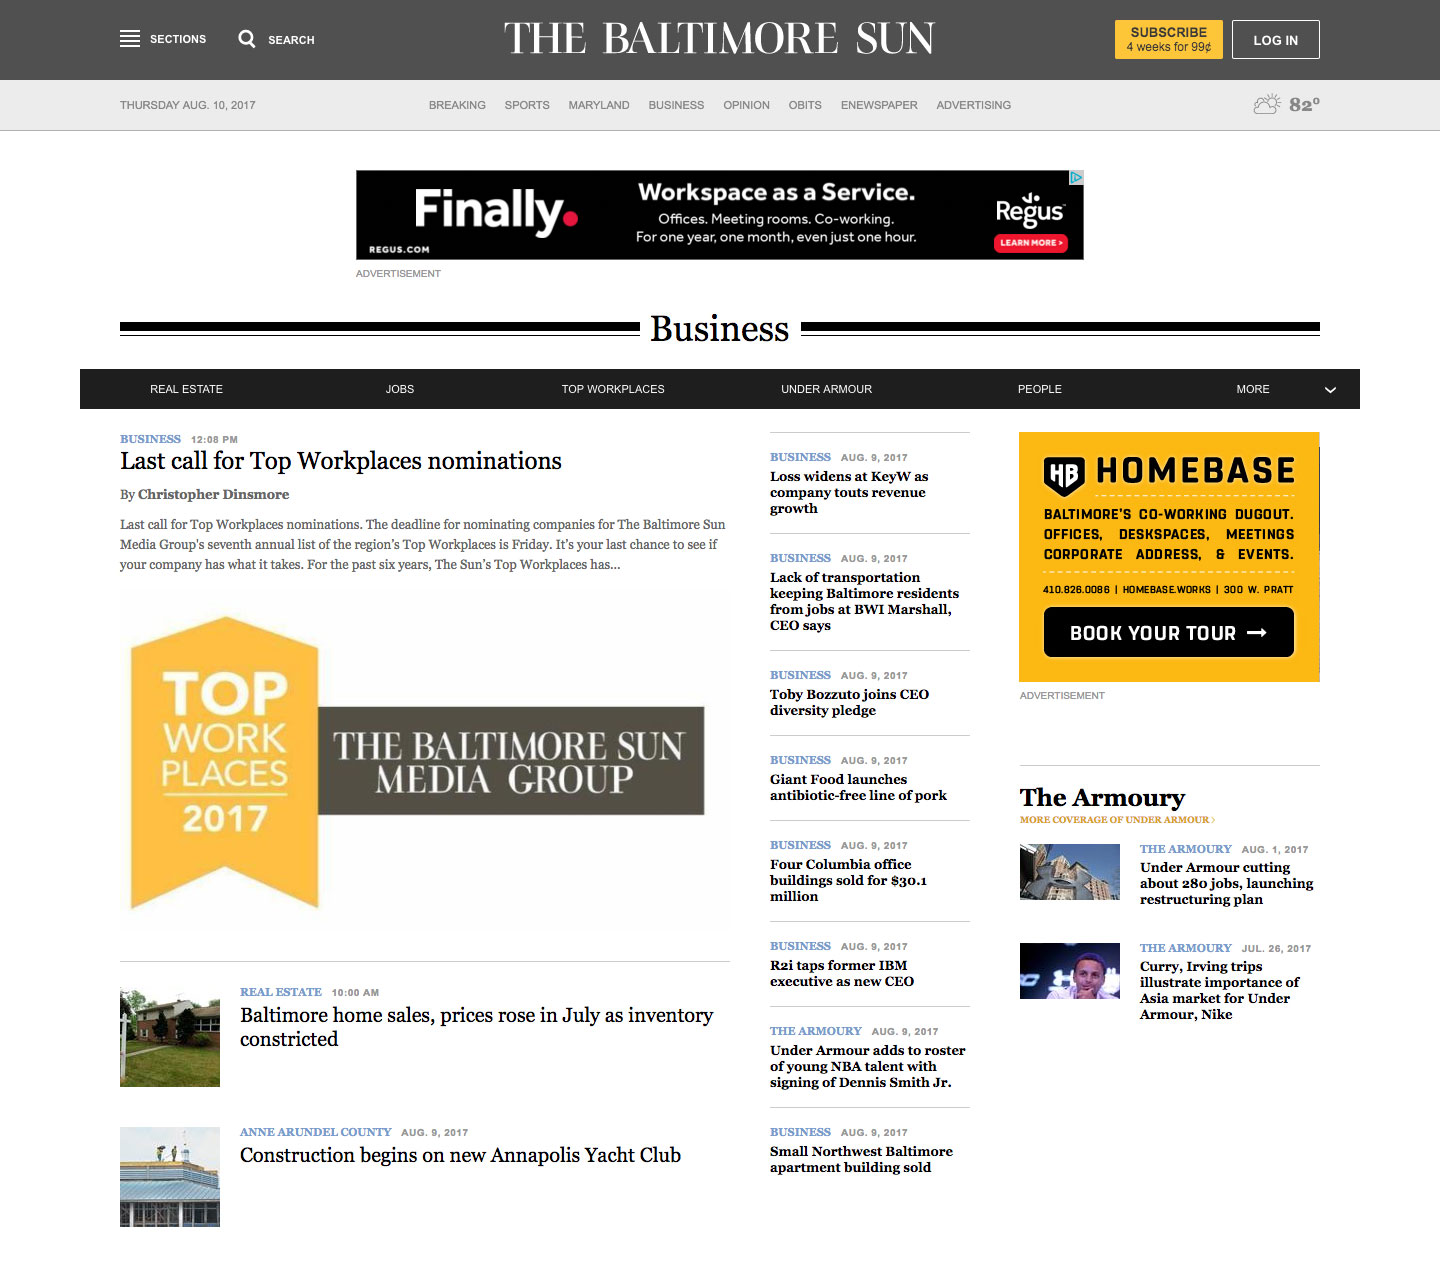 SECTIONS
SEARCH
THE BALTIMORE SUN
SUBSCRIBE
4 weeks for 99¢
LOG IN
THURSDAY AUG. 10, 2017
BREAKING SPORTS MARYLAND BUSINESS OPINION OBITS ENEWSPAPER ADVERTISING
82°
Finally.
REGUS.COM
Workspace as a Service.
Offices. Meeting rooms. Co-working.
For one year, one month, even just one hour.
Regus
LEARN MORE >
ADVERTISEMENT
Business
REAL ESTATE JOBS TOP WORKPLACES UNDER ARMOUR PEOPLE MORE
BUSINESS 12:08 PM
Last call for Top Workplaces nominations
By Christopher Dinsmore
Last call for Top Workplaces nominations. The deadline for nominating companies for The Baltimore Sun
Media Group's seventh annual list of the region's Top Workplaces is Friday. It's your last chance to see if
your company has what it takes. For the past six years, The Sun's Top Workplaces has...
TOP
WORK
PLACES
2017
THE BALTIMORE SUN
MEDIA GROUP
REAL ESTATE 10:00 AM
Baltimore home sales, prices rose in July as inventory
constricted
ANNE ARUNDEL COUNTY AUG. 9, 2017
Construction begins on new Annapolis Yacht Club
BUSINESS AUG. 9, 2017
Loss widens at KeyW as
company touts revenue
growth
BUSINESS AUG. 9, 2017
Lack of transportation
keeping Baltimore residents
from jobs at BWI Marshall,
CEO says
BUSINESS AUG. 9, 2017
Toby Bozzuto joins CEO
diversity pledge
BUSINESS AUG. 9, 2017
Giant Food launches
antibiotic-free line of pork
BUSINESS AUG. 9, 2017
Four Columbia office
buildings sold for $30.1
million
BUSINESS AUG. 9, 2017
R2i taps former IBM
executive as new CEO
THE ARMOURY AUG. 9, 2017
Under Armour adds to roster
of young NBA talent with
signing of Dennis Smith Jr.
BUSINESS AUG. 9, 2017
Small Northwest Baltimore
apartment building sold
HB HOMEBASE
BALTIMORE'S CO-WORKING DUGOUT.
OFFICES, DESKSPACES, MEETINGS
CORPORATE ADDRESS, & EVENTS.
410.826.0086 | HOMEBASE.WORKS | 300 W. PRATT
BOOK YOUR TOUR →
ADVERTISEMENT
The Armoury
MORE COVERAGE OF UNDER ARMOUR ›
THE ARMOURY AUG. 1, 2017
Under Armour cutting
about 280 jobs, launching
restructuring plan
THE ARMOURY JUL. 26, 2017
Curry, Irving trips
illustrate importance of
Asia market for Under
Armour, Nike